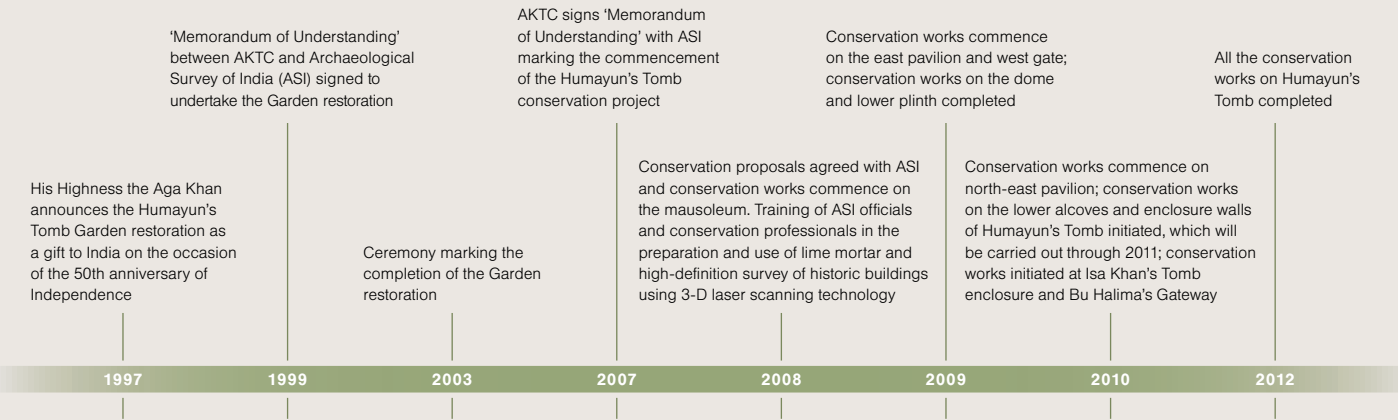 His Highness the Aga Khan
announces the Humayun's
Tomb Garden restoration as
a gift to India on the occasion
of the 50th anniversary of
Independence
1997
‘Memorandum of Understanding’
between AKTC and Archaeological
Survey of India (ASI) signed to
undertake the Garden restoration
1999
Ceremony marking the
completion of the Garden
restoration
2003
AKTC signs ‘Memorandum
of Understanding’ with ASI
marking the commencement
of the Humayun's Tomb
conservation project
2007
Conservation proposals agreed with ASI
and conservation works commence on
the mausoleum. Training of ASI officials
and conservation professionals in the
preparation and use of lime mortar and
high-definition survey of historic buildings
using 3-D laser scanning technology
2008
Conservation works commence
on the east pavilion and west gate;
conservation works on the dome
and lower plinth completed
2009
Conservation works commence on
north-east pavilion; conservation works
on the lower alcoves and enclosure walls
of Humayun's Tomb initiated, which will
be carried out through 2011; conservation
works initiated at Isa Khan's Tomb
enclosure and Bu Halima's Gateway
2010
All the conservation
works on Humayun's
Tomb completed
2012